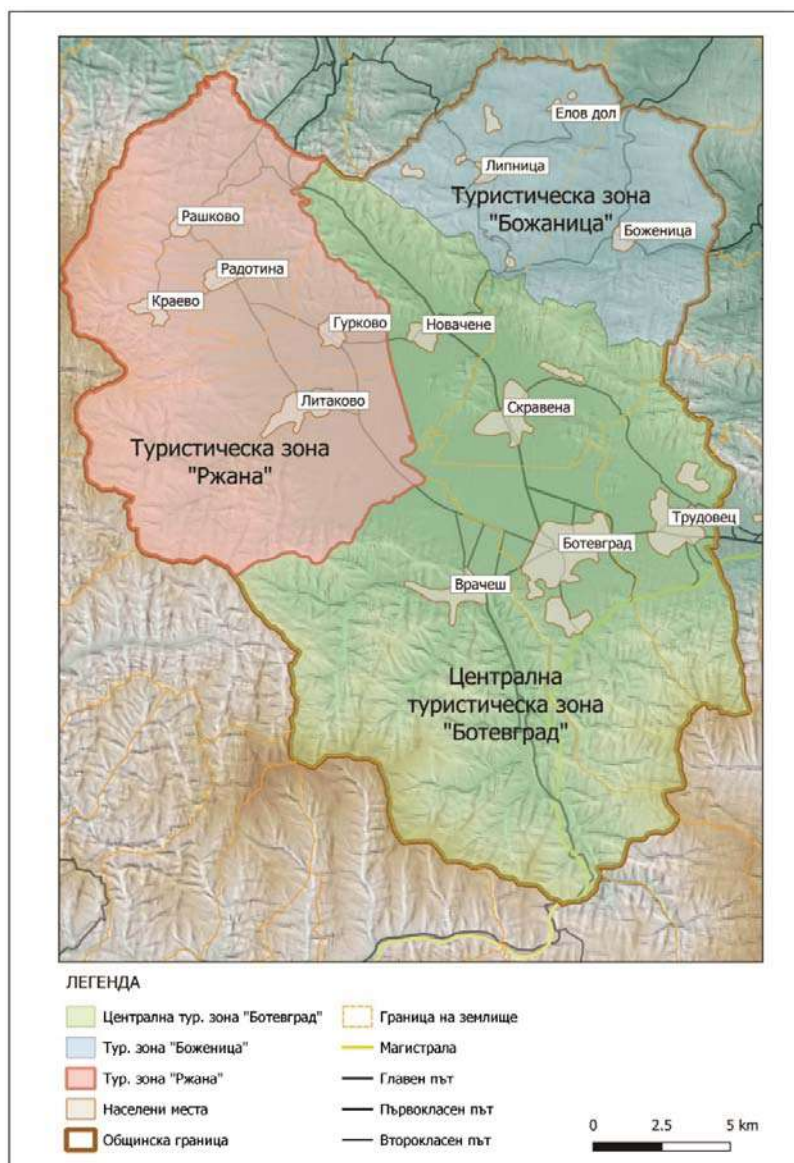 Елов дол
Липница
Туристическа зона
"Божаница"
Боженица
Рашково
Радотина
Краево
Гурково
Новачене
Литаково
Скравена
Туристическа зона
"Ржана"
Трудовец
Ботевград
Врачеш
Централна
туристическа зона
"Ботевград"
ЛЕГЕНДА
Централна тур. зона "Ботевград"
Тур. зона "Боженица"
Тур. зона "Ржана"
Населени места
Общинска граница
Граница на землище
Магистрала
Главен път
Първокласен път
Второкласен път
0 2.5 5 km